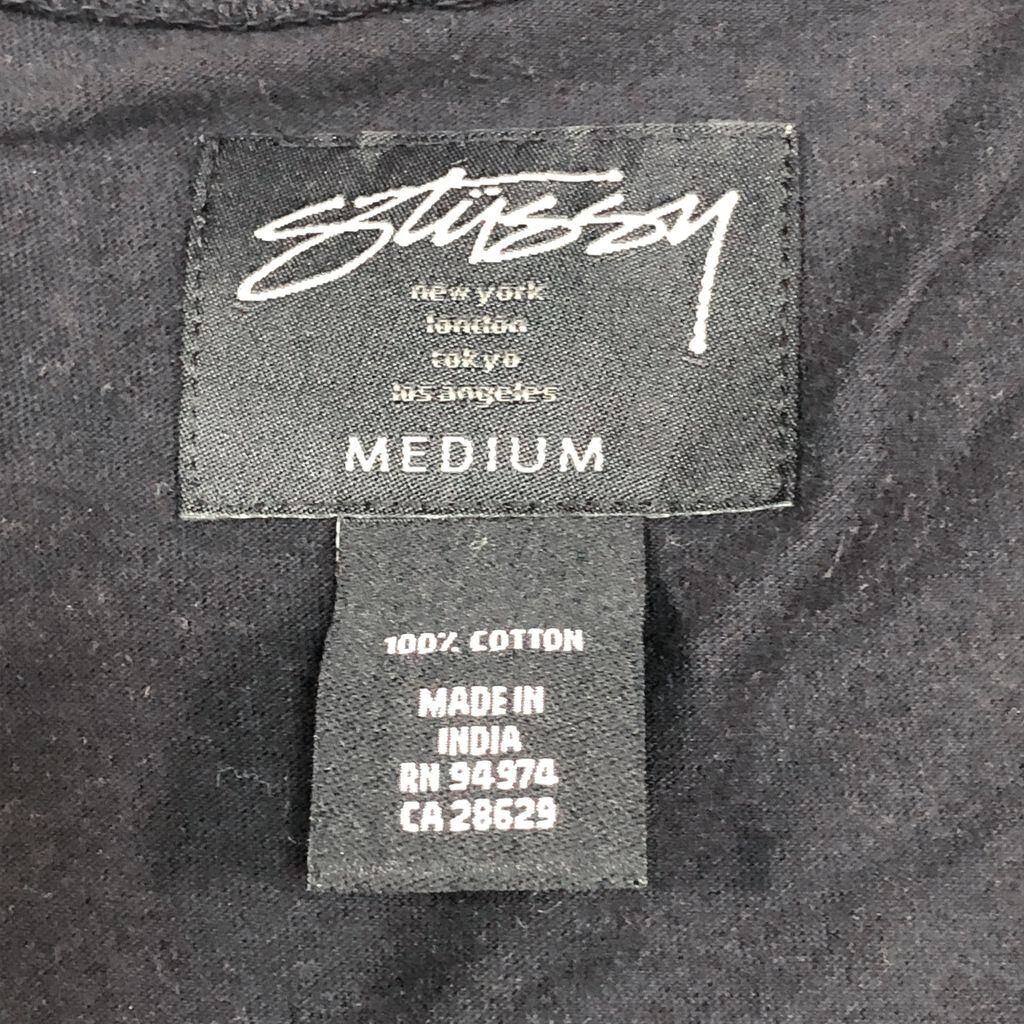 stüssy
new york
london
tokyo
los angeles
MEDIUM
100% COTTON
MADE IN
INDIA
RN 94974
CA 28629